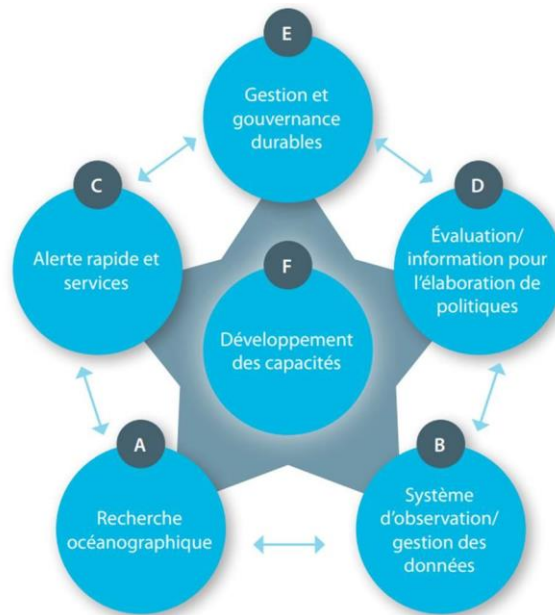 E
Gestion et
gouvernance
durables
C
Alerte rapide et
services
D
Évaluation/
information pour
l'élaboration de
politiques
F
Développement
des capacités
A
Recherche
océanographique
B
Système
d'observation/
gestion des
données